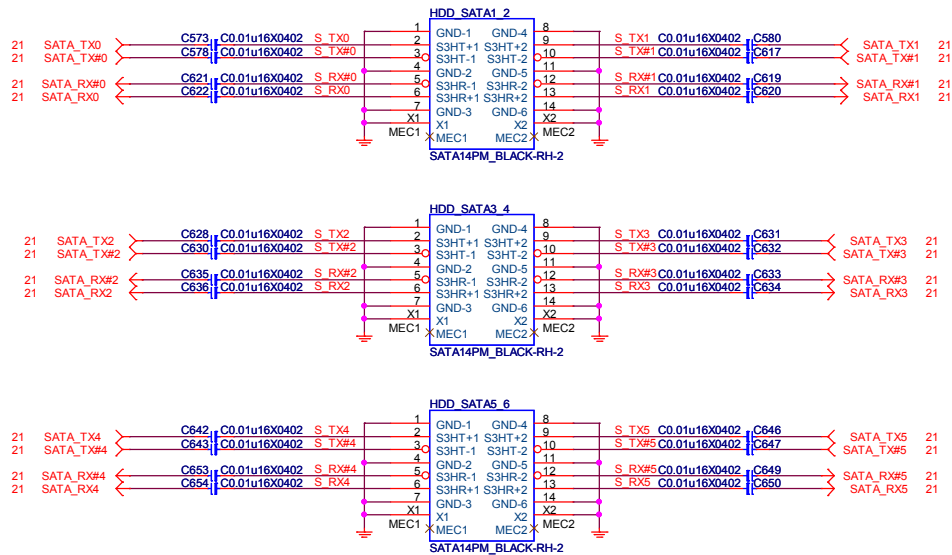 HDD_SATA1_2
1 GND-1 GND-4 8
21 SATA_TX0 C573 C0.01u16X0402 S_TX0 2 S3HT+1 S3HT+2 9 S_TX1 C0.01u16X0402 C580 SATA_TX1 21
21 SATA_TX#0 C578 C0.01u16X0402 S_TX#0 3 S3HT-1 S3HT-2 10 S_TX#1 C0.01u16X0402 C617 SATA_TX#1 21
4 GND-2 GND-5 11
21 SATA_RX#0 C621 C0.01u16X0402 S_RX#0 5 S3HR-1 S3HR-2 12 S_RX#1 C0.01u16X0402 C619 SATA_RX#1 21
21 SATA_RX0 C622 C0.01u16X0402 S_RX0 6 S3HR+1 S3HR+2 13 S_RX1 C0.01u16X0402 C620 SATA_RX1 21
7 GND-3 GND-6 14
X1 X1 X2 X2
MEC1 MEC1 MEC2 MEC2
SATA14PM_BLACK-RH-2
HDD_SATA3_4
1 GND-1 GND-4 8
21 SATA_TX2 C628 C0.01u16X0402 S_TX2 2 S3HT+1 S3HT+2 9 S_TX3 C0.01u16X0402 C631 SATA_TX3 21
21 SATA_TX#2 C630 C0.01u16X0402 S_TX#2 3 S3HT-1 S3HT-2 10 S_TX#3 C0.01u16X0402 C632 SATA_TX#3 21
4 GND-2 GND-5 11
21 SATA_RX#2 C635 C0.01u16X0402 S_RX#2 5 S3HR-1 S3HR-2 12 S_RX#3 C0.01u16X0402 C633 SATA_RX#3 21
21 SATA_RX2 C636 C0.01u16X0402 S_RX2 6 S3HR+1 S3HR+2 13 S_RX3 C0.01u16X0402 C634 SATA_RX3 21
7 GND-3 GND-6 14
X1 X1 X2 X2
MEC1 MEC1 MEC2 MEC2
SATA14PM_BLACK-RH-2
HDD_SATA5_6
1 GND-1 GND-4 8
21 SATA_TX4 C642 C0.01u16X0402 S_TX4 2 S3HT+1 S3HT+2 9 S_TX5 C0.01u16X0402 C646 SATA_TX5 21
21 SATA_TX#4 C643 C0.01u16X0402 S_TX#4 3 S3HT-1 S3HT-2 10 S_TX#5 C0.01u16X0402 C647 SATA_TX#5 21
4 GND-2 GND-5 11
21 SATA_RX#4 C653 C0.01u16X0402 S_RX#4 5 S3HR-1 S3HR-2 12 S_RX#5 C0.01u16X0402 C649 SATA_RX#5 21
21 SATA_RX4 C654 C0.01u16X0402 S_RX4 6 S3HR+1 S3HR+2 13 S_RX5 C0.01u16X0402 C650 SATA_RX5 21
7 GND-3 GND-6 14
X1 X1 X2 X2
MEC1 MEC1 MEC2 MEC2
SATA14PM_BLACK-RH-2